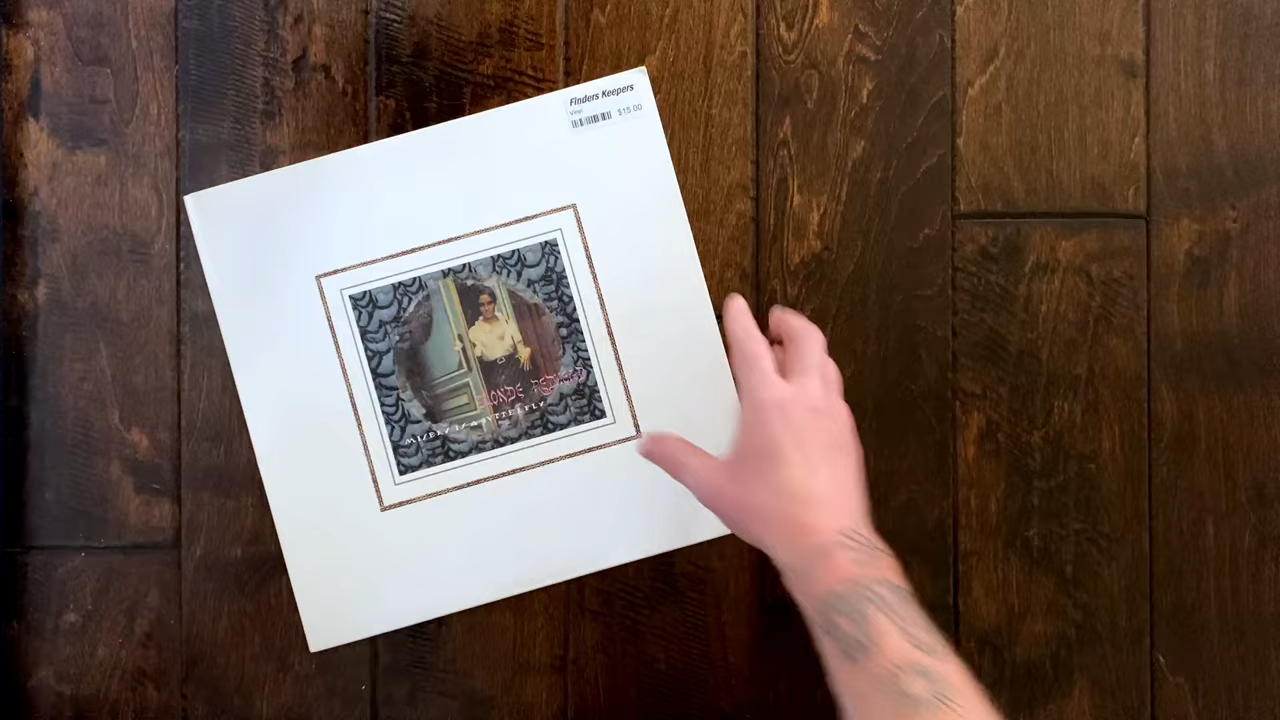 Finders Keepers
Vinyl
$15.00
BLONDE REDHEAD
MISERY IS A BUTTERFLY